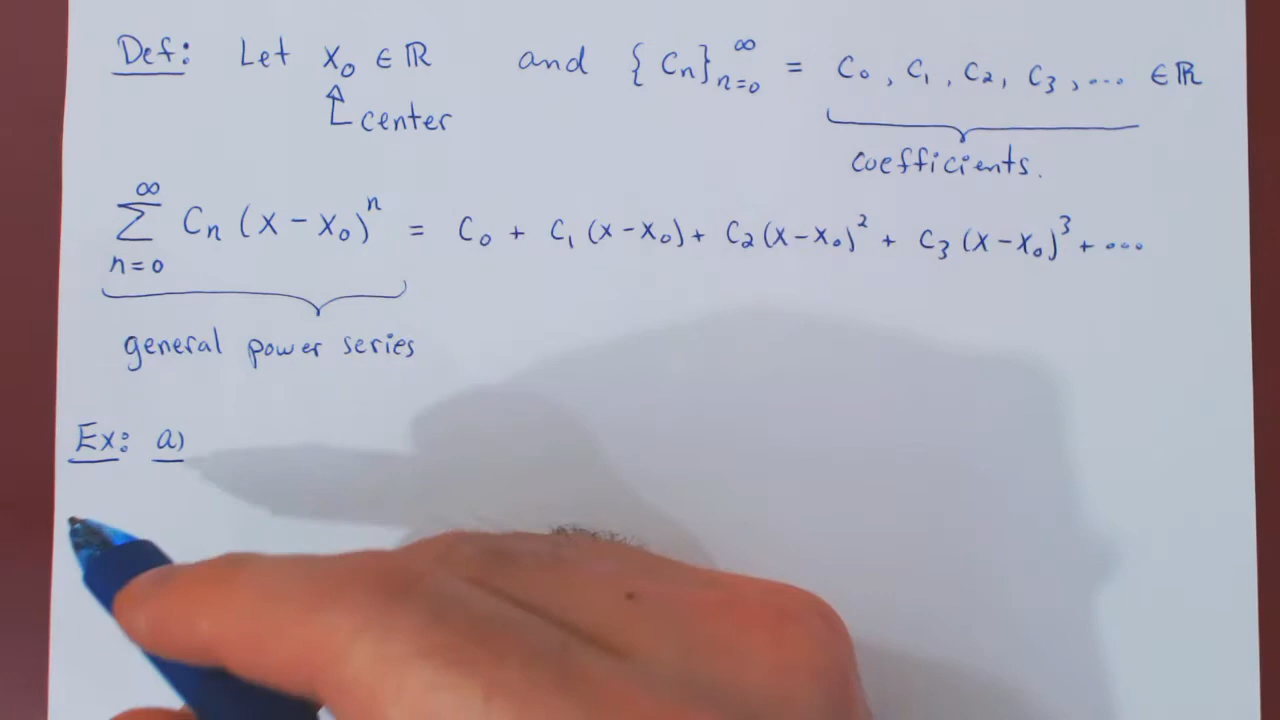 Def: Let x₀ ∈ ℝ and {Cₙ}ₙ₌₀^∞ = C₀, C₁, C₂, C₃, ... ∈ ℝ
center
coefficients.
∞∑n=0 Cₙ (x − x₀)ⁿ = C₀ + C₁ (x − x₀) + C₂ (x − x₀)² + C₃ (x − x₀)³ + ...
general power series
Ex: a)